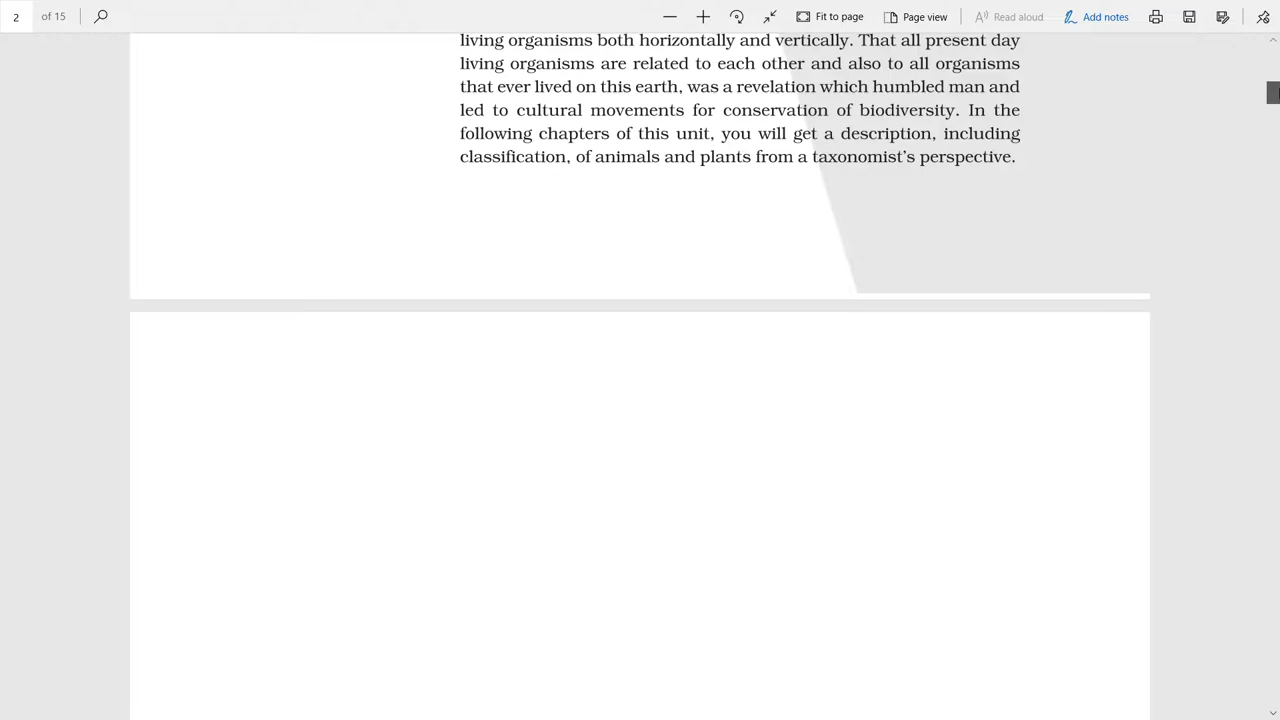 2 of 15 Fit to page Page view Read aloud Add notes
living organisms both horizontally and vertically. That all present day
living organisms are related to each other and also to all organisms
that ever lived on this earth, was a revelation which humbled man and
led to cultural movements for conservation of biodiversity. In the
following chapters of this unit, you will get a description, including
classification, of animals and plants from a taxonomist’s perspective.